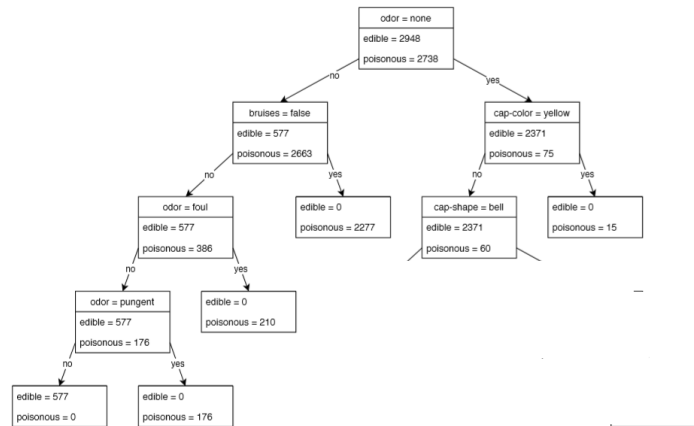 odor = none
edible = 2948
poisonous = 2738
no
yes
bruises = false
edible = 577
poisonous = 2663
cap-color = yellow
edible = 2371
poisonous = 75
no
yes
no
yes
odor = foul
edible = 577
poisonous = 386
edible = 0
poisonous = 2277
cap-shape = bell
edible = 2371
poisonous = 60
edible = 0
poisonous = 15
no
yes
odor = pungent
edible = 577
poisonous = 176
edible = 0
poisonous = 210
no
yes
edible = 577
poisonous = 0
edible = 0
poisonous = 176